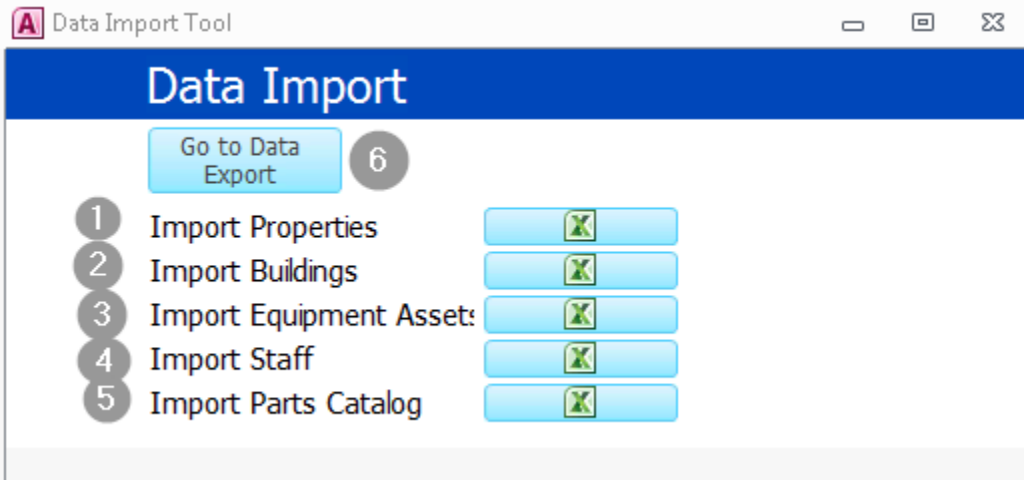 A Data Import Tool
Data Import
Go to Data
Export
6
1 Import Properties
2 Import Buildings
3 Import Equipment Assets
4 Import Staff
5 Import Parts Catalog